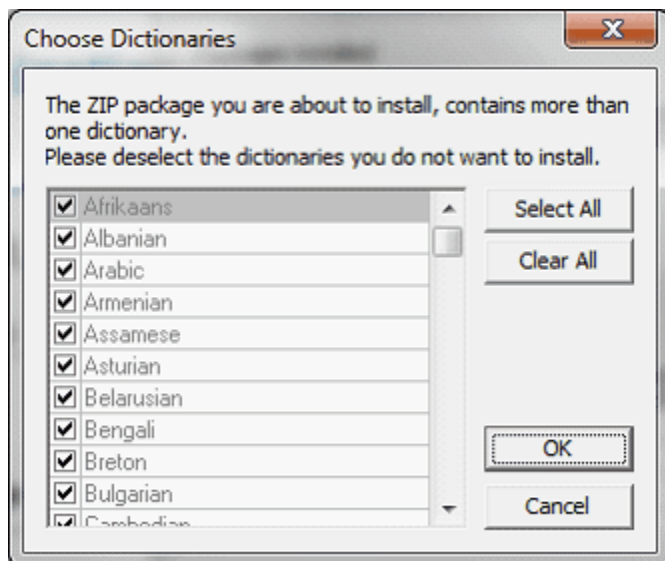 Choose Dictionaries
The ZIP package you are about to install, contains more than
one dictionary.
Please deselect the dictionaries you do not want to install.
Afrikaans
Albanian
Arabic
Armenian
Assamese
Asturian
Belarusian
Bengali
Breton
Bulgarian
Cambodian
Select All
Clear All
OK
Cancel